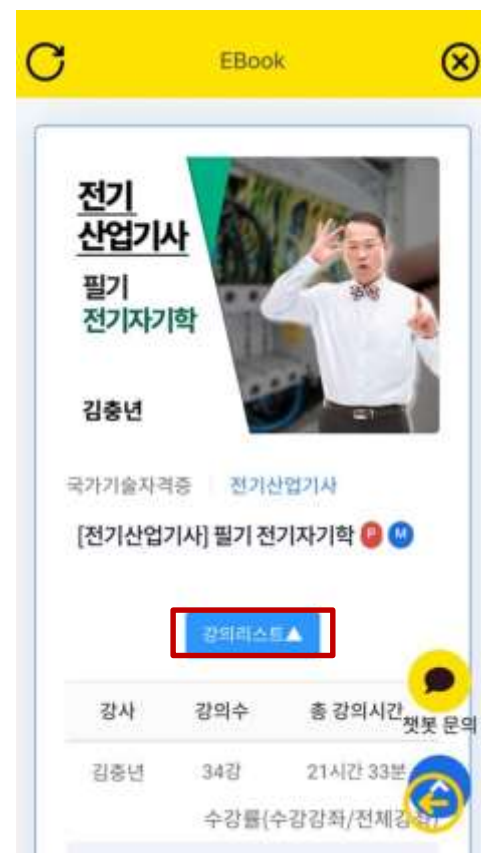 EBook
전기
산업기사
필기
전기자기학
김충년
국가기술자격증 전기산업기사
[전기산업기사] 필기 전기자기학 P M
강의리스트▲
강사 강의수 총 강의시간
챗봇 문의
김충년 34강 21시간 33분
수강률(수강강좌/전체강좌)